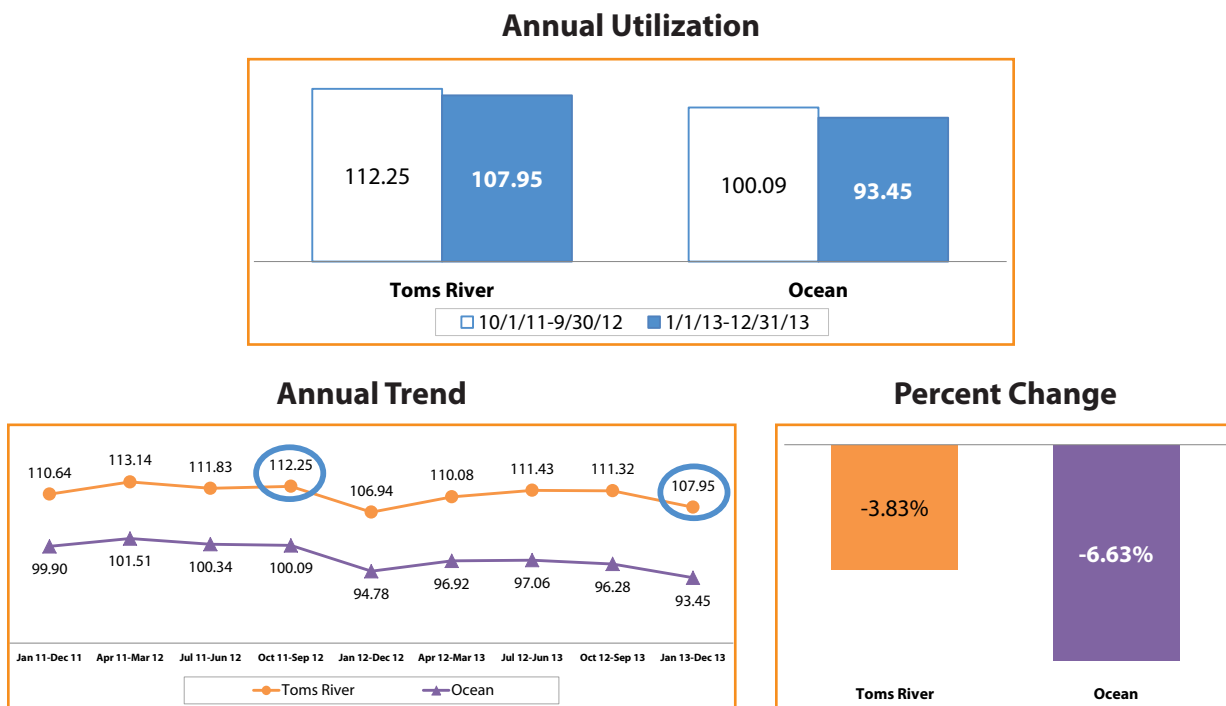 Annual Utilization
112.25
107.95
100.09
93.45
Toms River
Ocean
10/1/11-9/30/12
1/1/13-12/31/13
Annual Trend
110.64
113.14
111.83
112.25
106.94
110.08
111.43
111.32
107.95
99.90
101.51
100.34
100.09
94.78
96.92
97.06
96.28
93.45
Jan 11-Dec 11
Apr 11-Mar 12
Jul 11-Jun 12
Oct 11-Sep 12
Jan 12-Dec 12
Apr 12-Mar 13
Jul 12-Jun 13
Oct 12-Sep 13
Jan 13-Dec 13
Toms River
Ocean
Percent Change
-3.83%
-6.63%
Toms River
Ocean